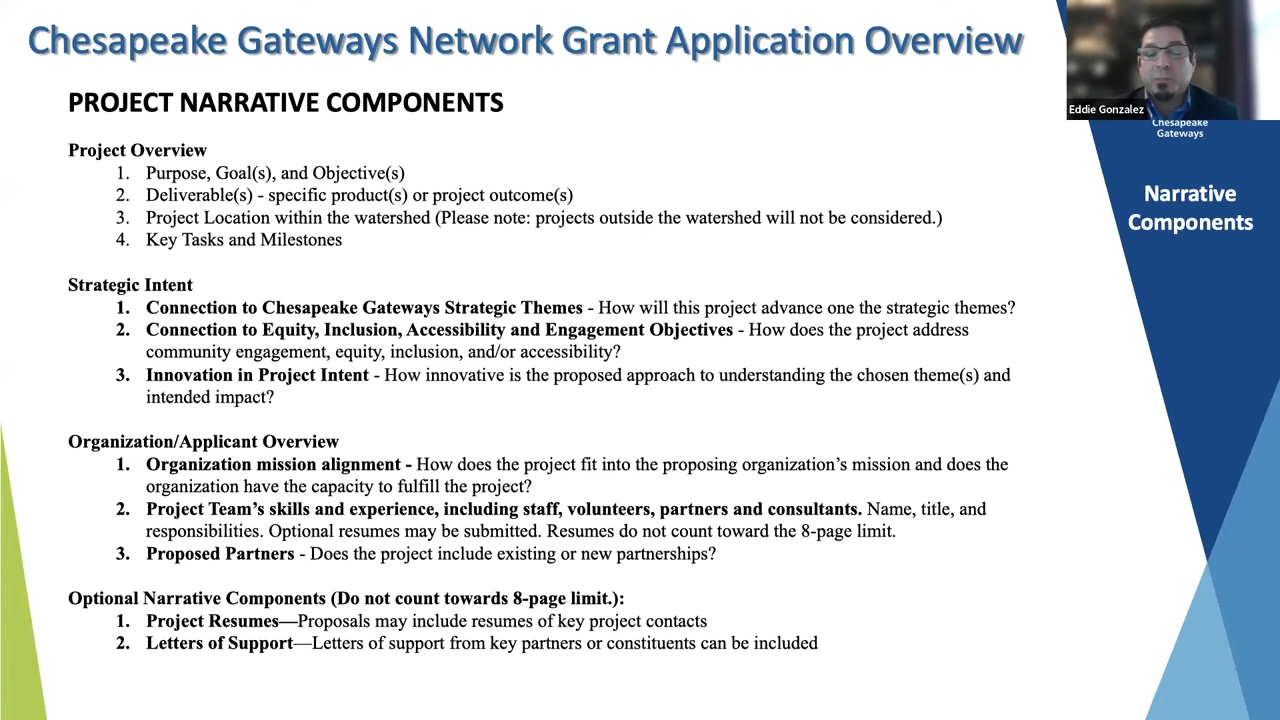 Chesapeake Gateways Network Grant Application Overview
PROJECT NARRATIVE COMPONENTS
Project Overview
1. Purpose, Goal(s), and Objective(s)
2. Deliverable(s) - specific product(s) or project outcome(s)
3. Project Location within the watershed (Please note: projects outside the watershed will not be considered.)
4. Key Tasks and Milestones
Strategic Intent
1. Connection to Chesapeake Gateways Strategic Themes - How will this project advance one the strategic themes?
2. Connection to Equity, Inclusion, Accessibility and Engagement Objectives - How does the project address
community engagement, equity, inclusion, and/or accessibility?
3. Innovation in Project Intent - How innovative is the proposed approach to understanding the chosen theme(s) and
intended impact?
Organization/Applicant Overview
1. Organization mission alignment - How does the project fit into the proposing organization's mission and does the
organization have the capacity to fulfill the project?
2. Project Team's skills and experience, including staff, volunteers, partners and consultants. Name, title, and
responsibilities. Optional resumes may be submitted. Resumes do not count toward the 8-page limit.
3. Proposed Partners - Does the project include existing or new partnerships?
Optional Narrative Components (Do not count towards 8-page limit.):
1. Project Resumes—Proposals may include resumes of key project contacts
2. Letters of Support—Letters of support from key partners or constituents can be included
Eddie Gonzalez
Chesapeake
Gateways
Narrative
Components